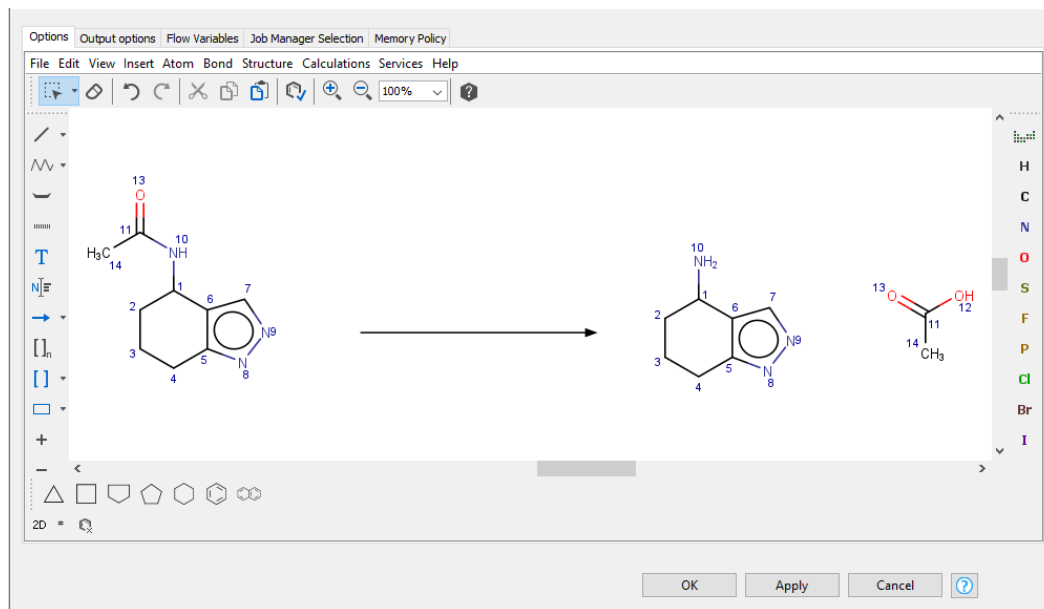 Options Output options Flow Variables Job Manager Selection Memory Policy
File Edit View Insert Atom Bond Structure Calculations Services Help
100%
?
T
N
[]n
[]
H
C
N
O
S
F
P
Cl
Br
I
13
O
11
10
H₃C
NH
14
1
2
6
7
3
N9
5
N
4
8
10
NH₂
1
2
6
7
3
N9
5
N
4
8
13
O
OH
12
11
14
CH₃
2D *
OK Apply Cancel ?